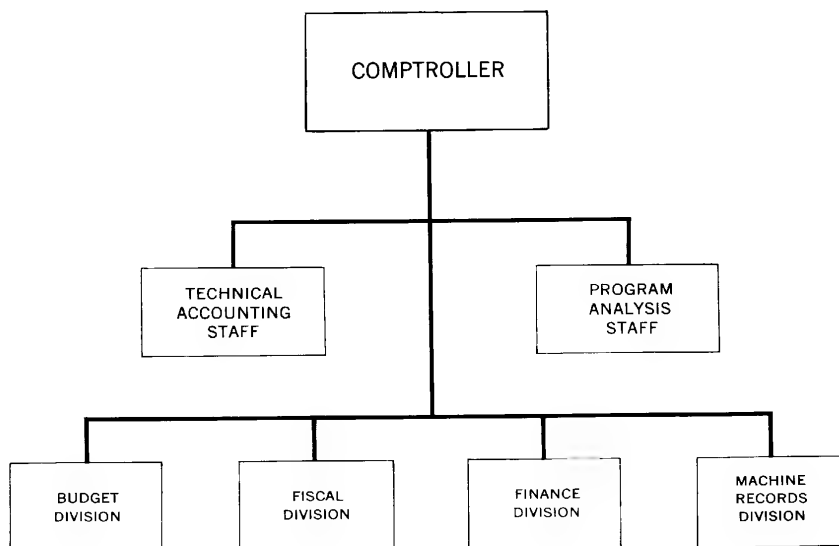 COMPTROLLER
TECHNICAL
ACCOUNTING
STAFF
PROGRAM
ANALYSIS
STAFF
BUDGET
DIVISION
FISCAL
DIVISION
FINANCE
DIVISION
MACHINE
RECORDS
DIVISION